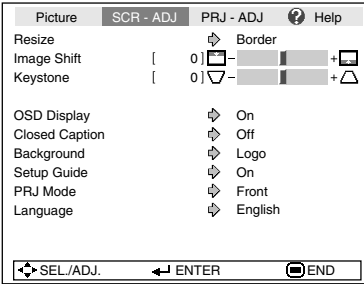 Picture SCR - ADJ PRJ - ADJ ? Help
Resize Border
Image Shift [ 0 ] - +
Keystone [ 0 ] - +
OSD Display On
Closed Caption Off
Background Logo
Setup Guide On
PRJ Mode Front
Language English
SEL./ADJ. ENTER END